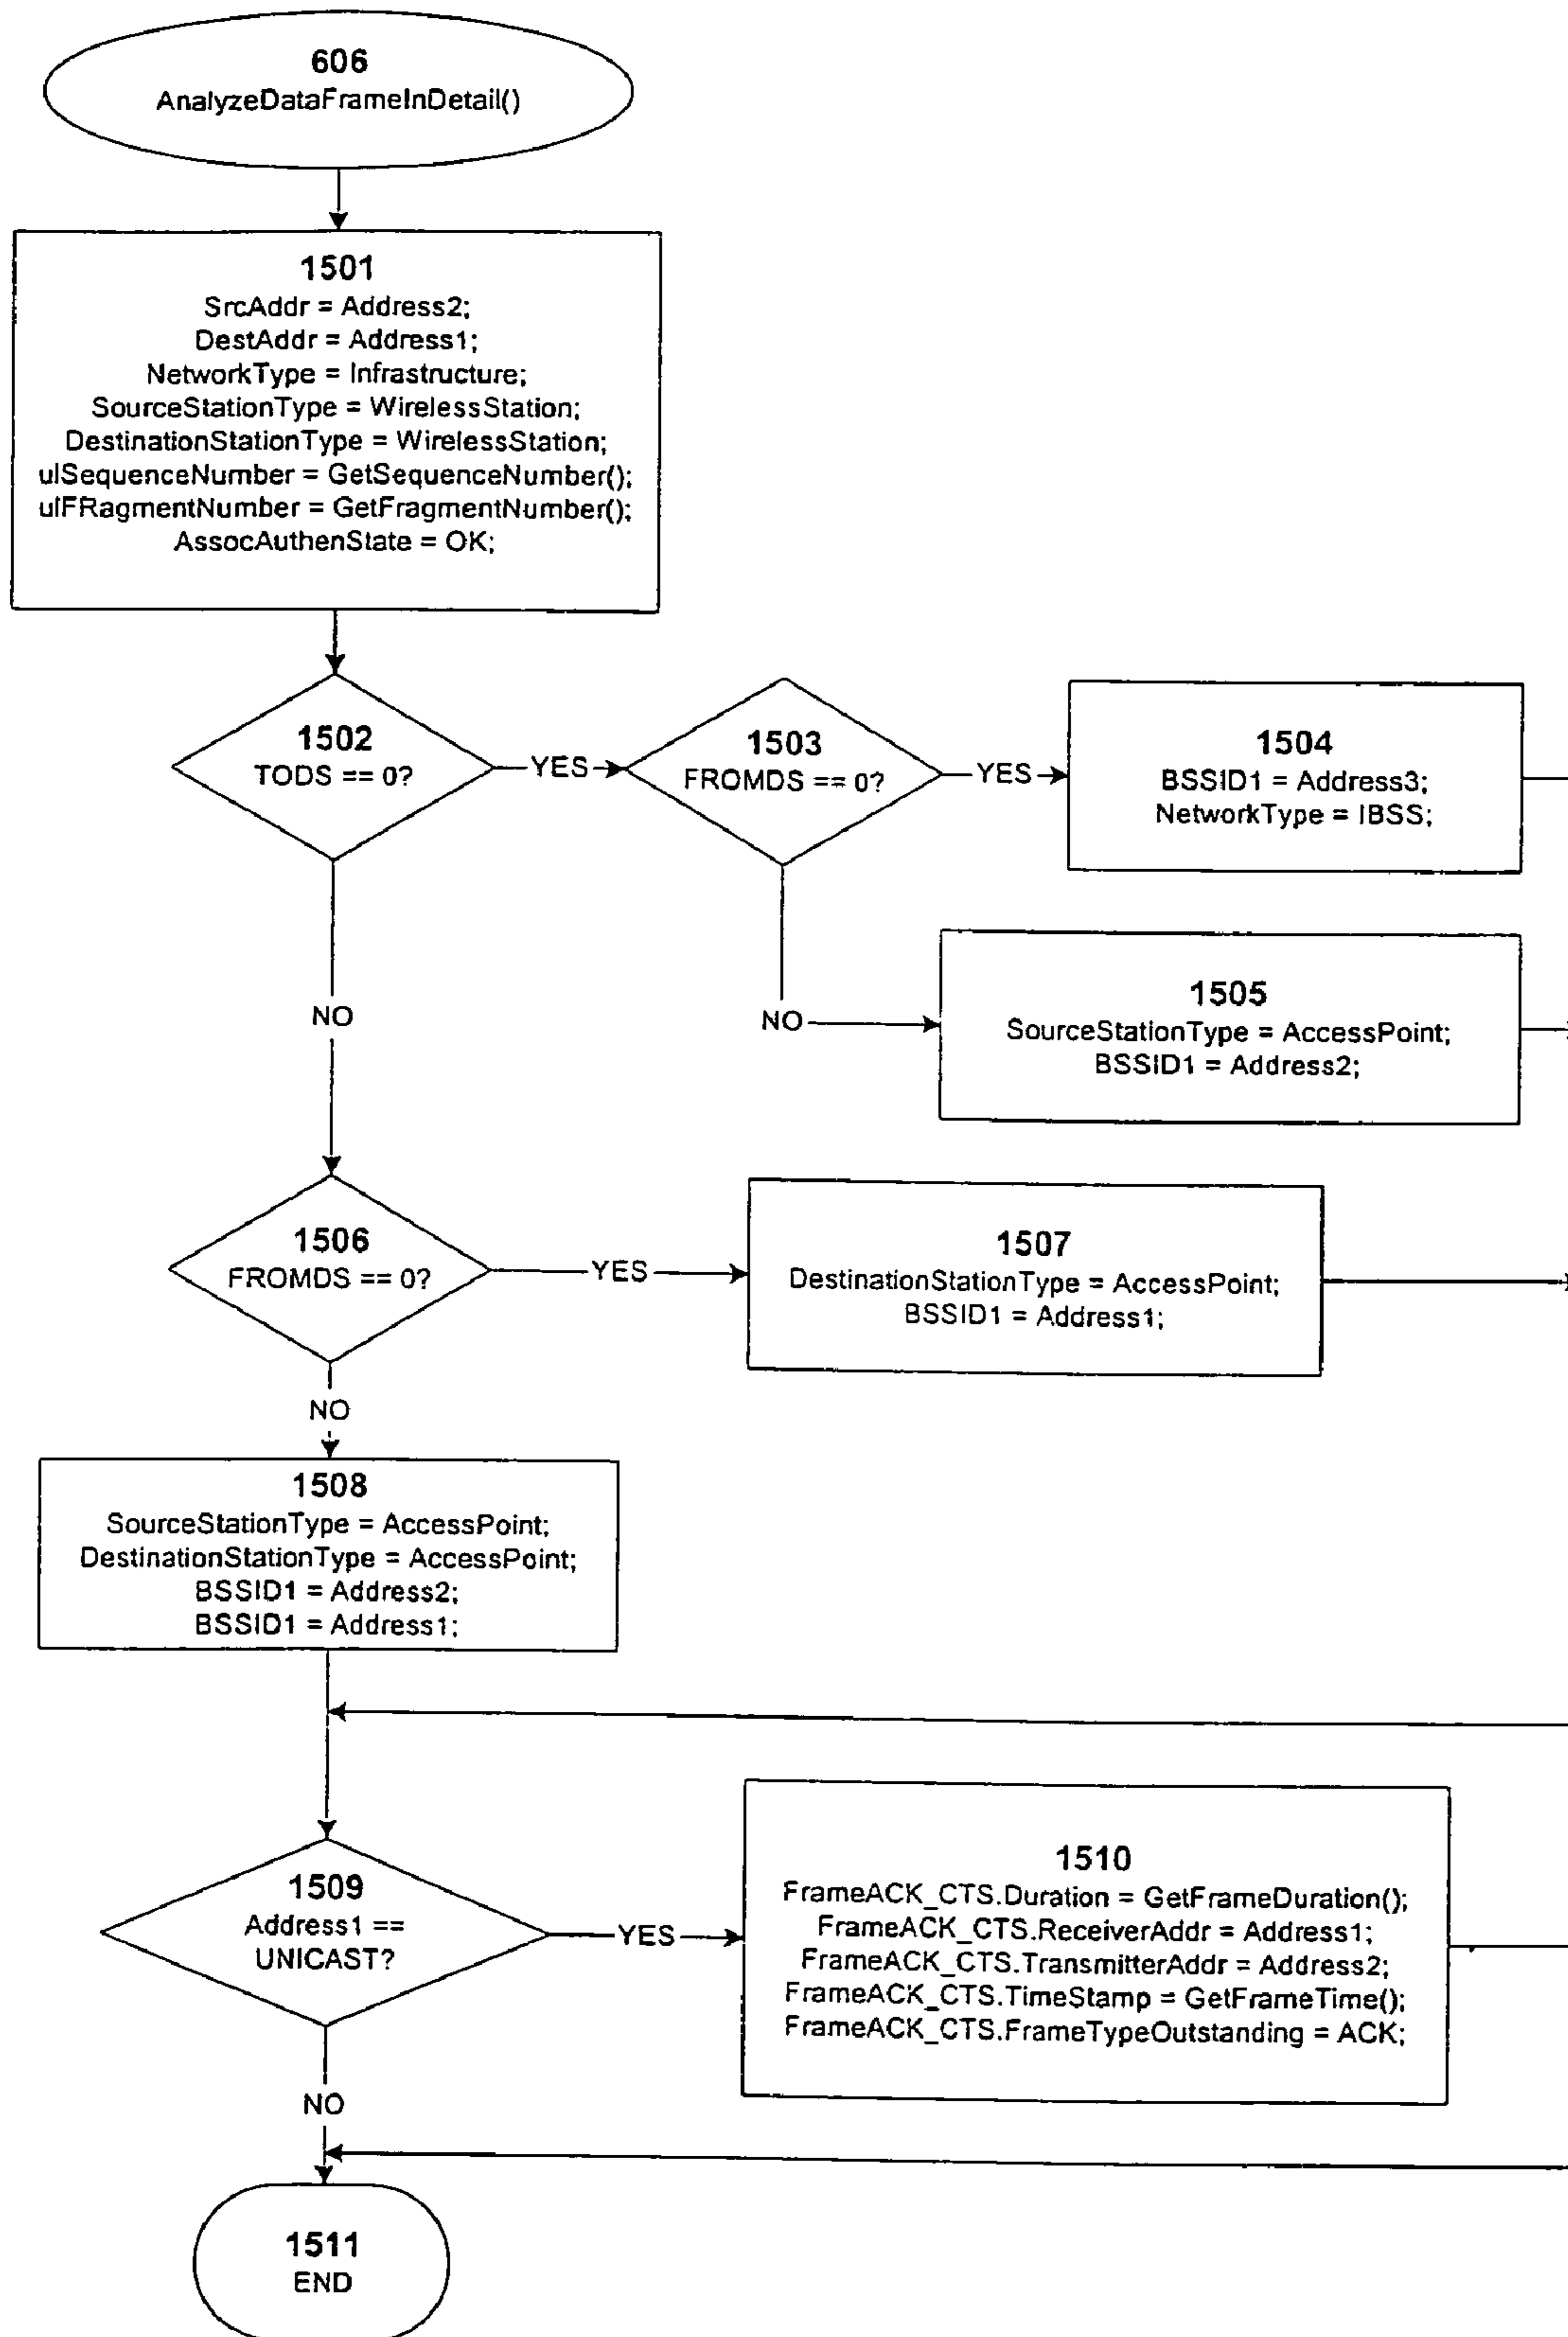 606
AnalyzeDataFrameInDetail()
1501
SrcAddr = Address2;
DestAddr = Address1;
NetworkType = Infrastructure;
SourceStationType = WirelessStation;
DestinationStationType = WirelessStation;
ulSequenceNumber = GetSequenceNumber();
ulFRagmentNumber = GetFragmentNumber();
AssocAuthenState = OK;
1502
TODS == 0?
YES
1503
FROMDS == 0?
YES
1504
BSSID1 = Address3;
NetworkType = IBSS;
NO
NO
1505
SourceStationType = AccessPoint;
BSSID1 = Address2;
1506
FROMDS == 0?
YES
1507
DestinationStationType = AccessPoint;
BSSID1 = Address1;
NO
1508
SourceStationType = AccessPoint;
DestinationStationType = AccessPoint;
BSSID1 = Address2;
BSSID1 = Address1;
1509
Address1 ==
UNICAST?
YES
1510
FrameACK_CTS.Duration = GetFrameDuration();
FrameACK_CTS.ReceiverAddr = Address1;
FrameACK_CTS.TransmitterAddr = Address2;
FrameACK_CTS.TimeStamp = GetFrameTime();
FrameACK_CTS.FrameTypeOutstanding = ACK;
NO
1511
END